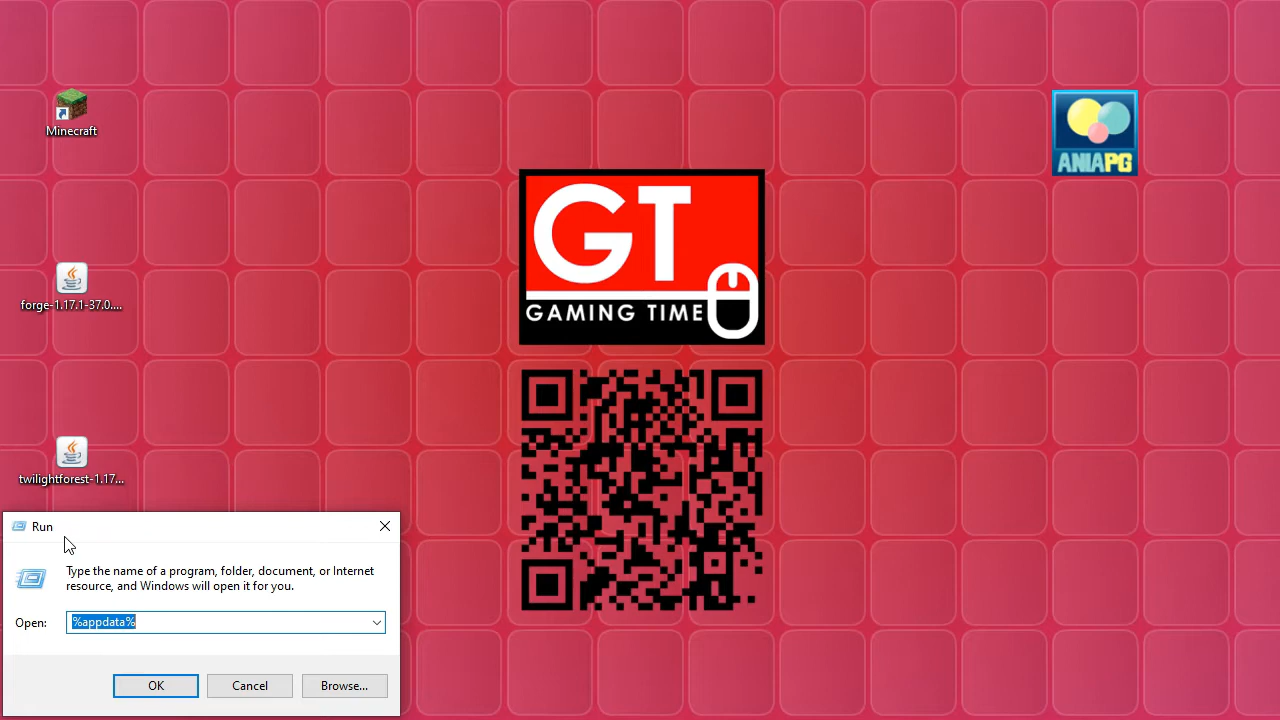 Minecraft
ANIAPG
GT
GAMING TIME
forge-1.17.1-37.0....
twilightforest-1.17...
Run
Type the name of a program, folder, document, or Internet
resource, and Windows will open it for you.
Open:
%appdata%
OK
Cancel
Browse...